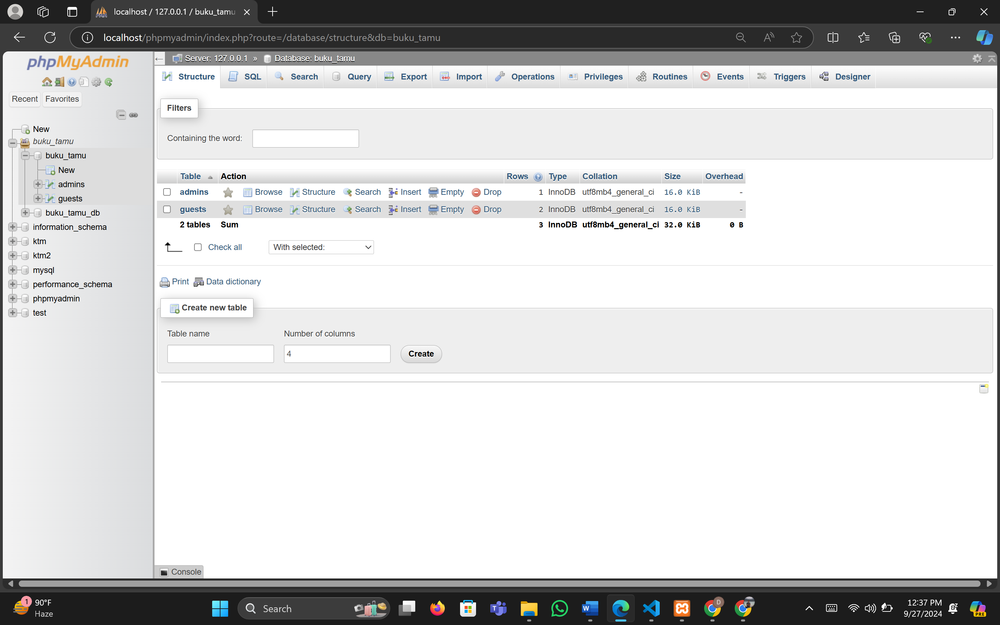 localhost / 127.0.0.1 / buku_tamu
localhost/phpmyadmin/index.php?route=/database/structure&db=buku_tamu
phpMyAdmin
Recent Favorites
New
buku_tamu
buku_tamu
New
admins
guests
buku_tamu_db
information_schema
ktm
ktm2
mysql
performance_schema
phpmyadmin
test
Server: 127.0.0.1 » Database: buku_tamu
Structure SQL Search Query Export Import Operations Privileges Routines Events Triggers Designer
Filters
Containing the word:
Table Action Rows Type Collation Size Overhead
admins Browse Structure Search Insert Empty Drop 1 InnoDB utf8mb4_general_ci 16.0 KiB -
guests Browse Structure Search Insert Empty Drop 2 InnoDB utf8mb4_general_ci 16.0 KiB -
2 tables Sum 3 InnoDB utf8mb4_general_ci 32.0 KiB 0 B
Check all With selected:
Print Data dictionary
Create new table
Table name Number of columns
4 Create
Console
1 90°F
Haze
Search
12:37 PM
9/27/2024
PRE